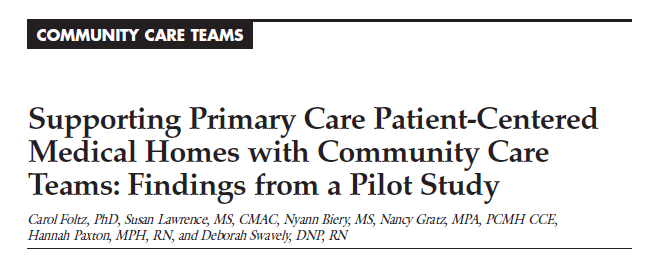 COMMUNITY CARE TEAMS
Supporting Primary Care Patient-Centered
Medical Homes with Community Care
Teams: Findings from a Pilot Study
Carol Foltz, PhD, Susan Lawrence, MS, CMAC, Nyann Biery, MS, Nancy Gratz, MPA, PCMH CCE,
Hannah Paxton, MPH, RN, and Deborah Swavely, DNP, RN